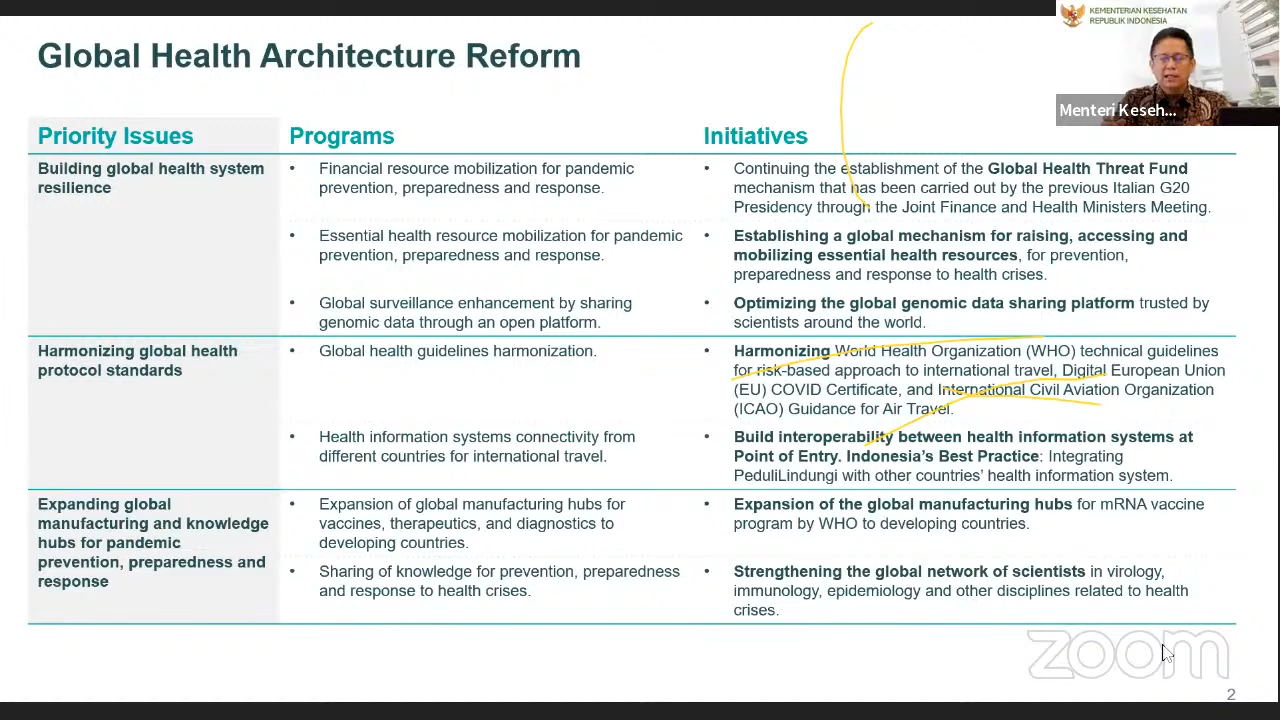 KEMENTERIAN KESEHATAN
REPUBLIK INDONESIA
Menteri Keseh...
Global Health Architecture Reform
Priority Issues
Programs
Initiatives
Building global health system
resilience
• Financial resource mobilization for pandemic
prevention, preparedness and response.
• Continuing the establishment of the Global Health Threat Fund
mechanism that has been carried out by the previous Italian G20
Presidency through the Joint Finance and Health Ministers Meeting.
• Essential health resource mobilization for pandemic
prevention, preparedness and response.
• Establishing a global mechanism for raising, accessing and
mobilizing essential health resources, for prevention,
preparedness and response to health crises.
• Global surveillance enhancement by sharing
genomic data through an open platform.
• Optimizing the global genomic data sharing platform trusted by
scientists around the world.
Harmonizing global health
protocol standards
• Global health guidelines harmonization.
• Harmonizing World Health Organization (WHO) technical guidelines
for risk-based approach to international travel, Digital European Union
(EU) COVID Certificate, and International Civil Aviation Organization
(ICAO) Guidance for Air Travel.
• Health information systems connectivity from
different countries for international travel.
• Build interoperability between health information systems at
Point of Entry. Indonesia's Best Practice: Integrating
PeduliLindungi with other countries' health information system.
Expanding global
manufacturing and knowledge
hubs for pandemic
prevention, preparedness and
response
• Expansion of global manufacturing hubs for
vaccines, therapeutics, and diagnostics to
developing countries.
• Expansion of the global manufacturing hubs for mRNA vaccine
program by WHO to developing countries.
• Sharing of knowledge for prevention, preparedness
and response to health crises.
• Strengthening the global network of scientists in virology,
immunology, epidemiology and other disciplines related to health
crises.
zoom
2